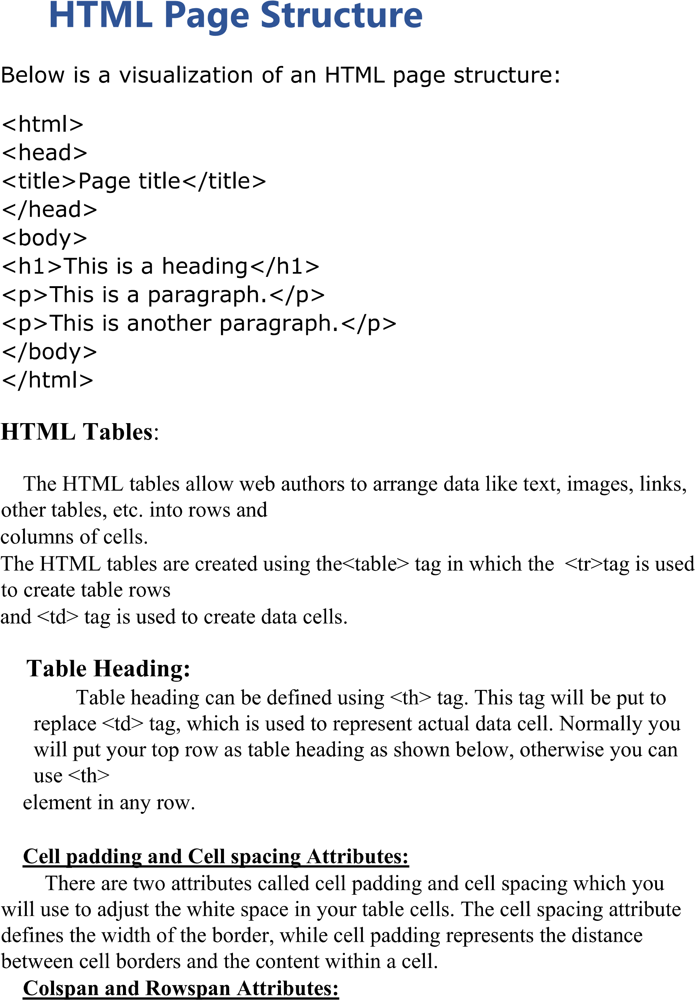 HTML Page Structure
Below is a visualization of an HTML page structure:
<html>
<head>
<title>Page title</title>
</head>
<body>
<h1>This is a heading</h1>
<p>This is a paragraph.</p>
<p>This is another paragraph.</p>
</body>
</html>
HTML Tables:
The HTML tables allow web authors to arrange data like text, images, links,
other tables, etc. into rows and
columns of cells.
The HTML tables are created using the<table> tag in which the  <tr>tag is used
to create table rows
and <td> tag is used to create data cells.
Table Heading:
Table heading can be defined using <th> tag. This tag will be put to
replace <td> tag, which is used to represent actual data cell. Normally you
will put your top row as table heading as shown below, otherwise you can
use <th>
element in any row.
Cell padding and Cell spacing Attributes:
There are two attributes called cell padding and cell spacing which you
will use to adjust the white space in your table cells. The cell spacing attribute
defines the width of the border, while cell padding represents the distance
between cell borders and the content within a cell.
Colspan and Rowspan Attributes: